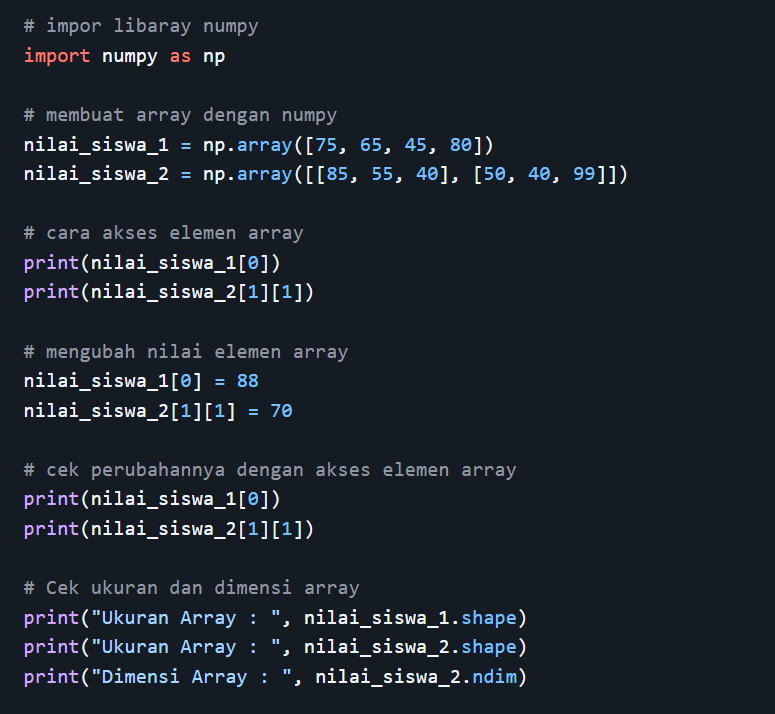 # impor libaray numpy
import numpy as np
# membuat array dengan numpy
nilai_siswa_1 = np.array([75, 65, 45, 80])
nilai_siswa_2 = np.array([[85, 55, 40], [50, 40, 99]])
# cara akses elemen array
print(nilai_siswa_1[0])
print(nilai_siswa_2[1][1])
# mengubah nilai elemen array
nilai_siswa_1[0] = 88
nilai_siswa_2[1][1] = 70
# cek perubahannya dengan akses elemen array
print(nilai_siswa_1[0])
print(nilai_siswa_2[1][1])
# Cek ukuran dan dimensi array
print("Ukuran Array : ", nilai_siswa_1.shape)
print("Ukuran Array : ", nilai_siswa_2.shape)
print("Dimensi Array : ", nilai_siswa_2.ndim)